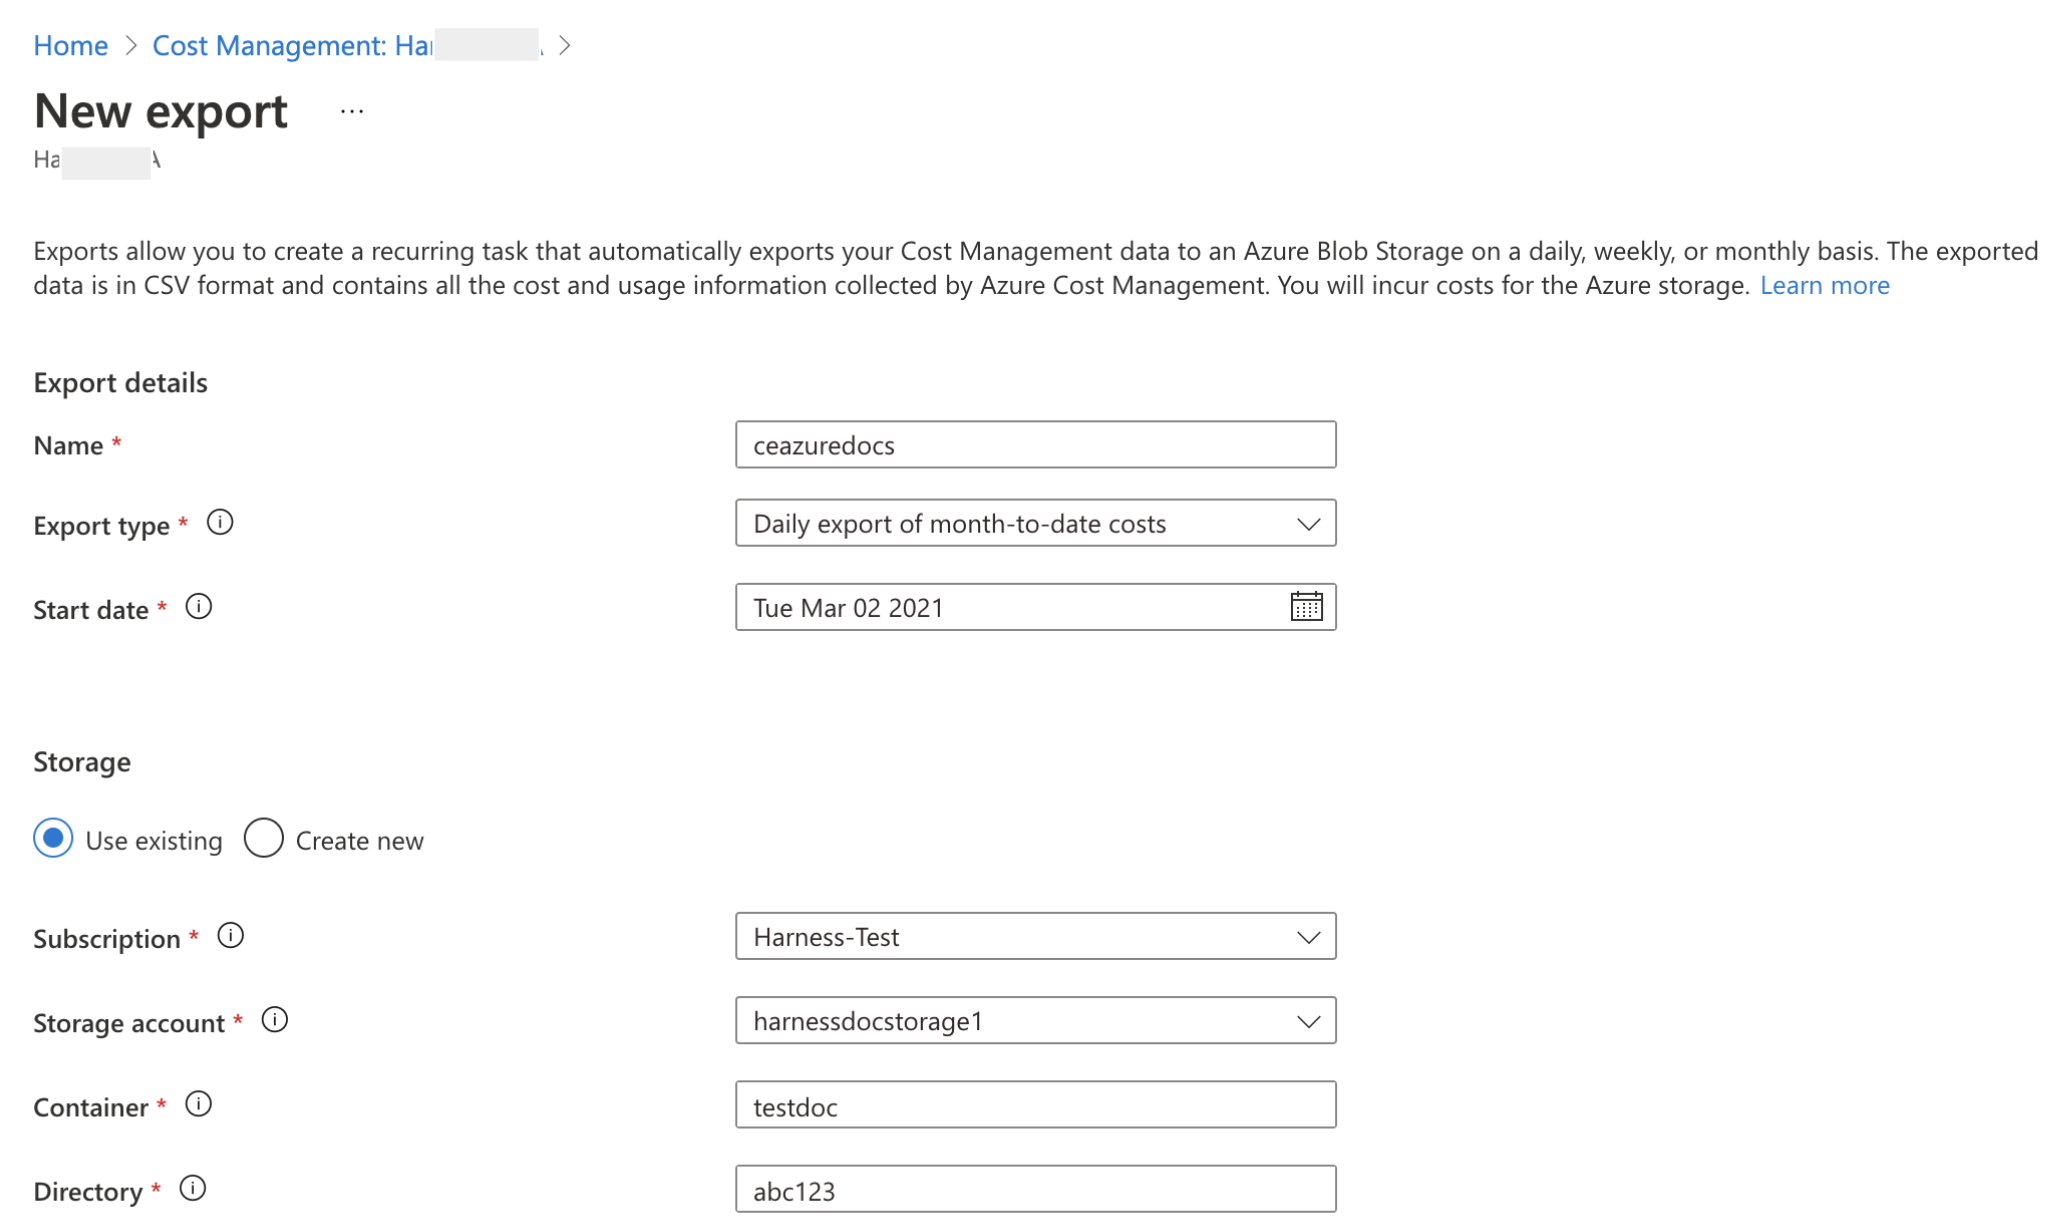 Home > Cost Management: Ha >
New export ...
Ha A
Exports allow you to create a recurring task that automatically exports your Cost Management data to an Azure Blob Storage on a daily, weekly, or monthly basis. The exported
data is in CSV format and contains all the cost and usage information collected by Azure Cost Management. You will incur costs for the Azure storage. Learn more
Export details
Name * ceazuredocs
Export type * Daily export of month-to-date costs
Start date * Tue Mar 02 2021
Storage
Use existing Create new
Subscription * Harness-Test
Storage account * harnessdocstorage1
Container * testdoc
Directory * abc123